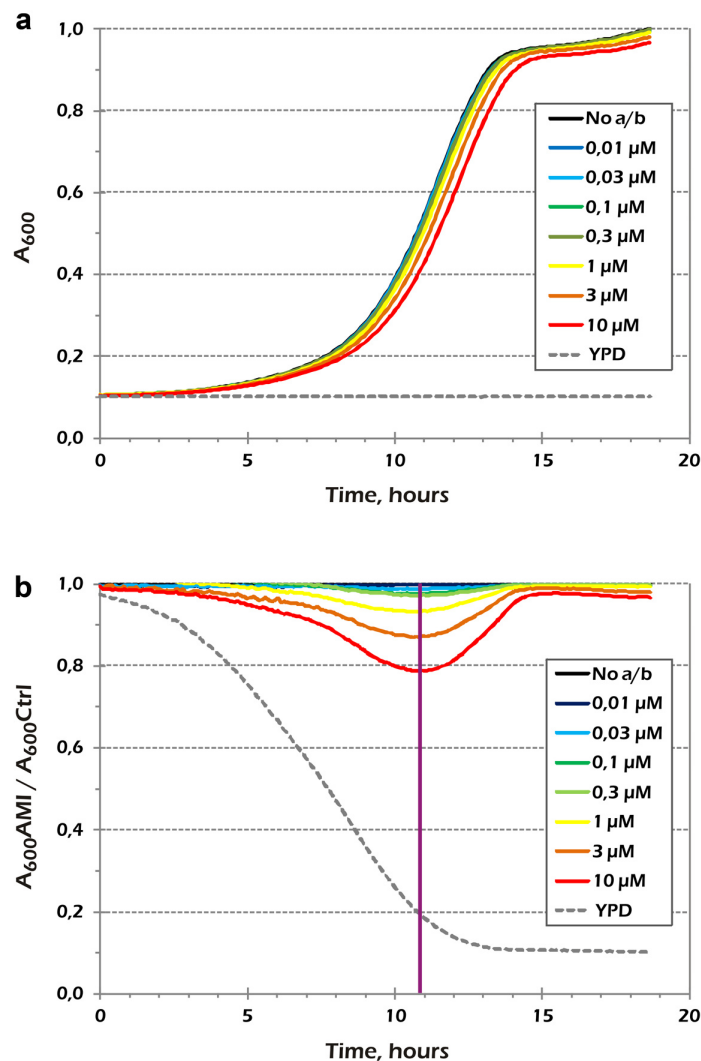 a
1,0
0,8
0,6
0,4
0,2
0,0
A600
0
5
10
15
20
Time, hours
No a/b
0,01 µM
0,03 µM
0,1 µM
0,3 µM
1 µM
3 µM
10 µM
YPD
b
1,0
0,8
0,6
0,4
0,2
0,0
A600AMI / A600Ctrl
0
5
10
15
20
Time, hours
No a/b
0,01 µM
0,03 µM
0,1 µM
0,3 µM
1 µM
3 µM
10 µM
YPD